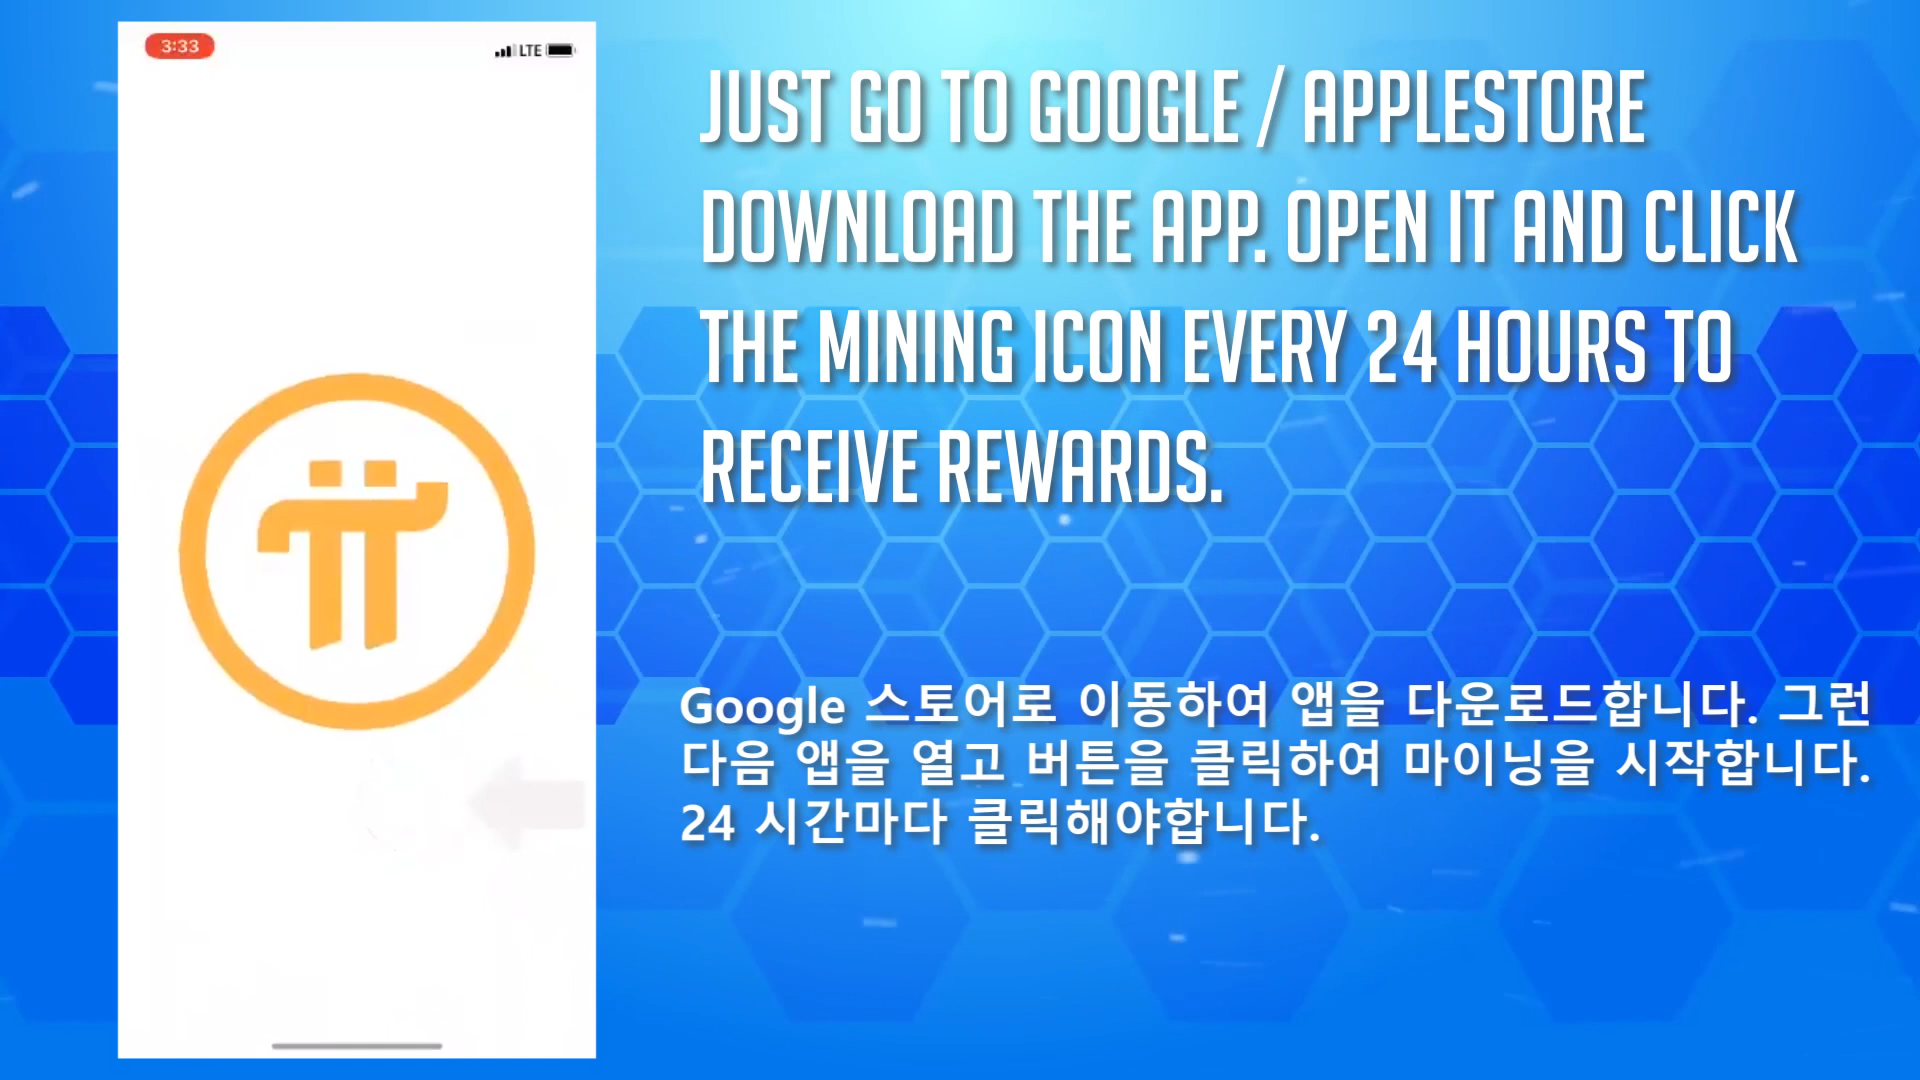 3:33
LTE
JUST GO TO GOOGLE / APPLESTORE
DOWNLOAD THE APP. OPEN IT AND CLICK
THE MINING ICON EVERY 24 HOURS TO
RECEIVE REWARDS.
Google 스토어로 이동하여 앱을 다운로드합니다. 그런
다음 앱을 열고 버튼을 클릭하여 마이닝을 시작합니다.
24 시간마다 클릭해야합니다.